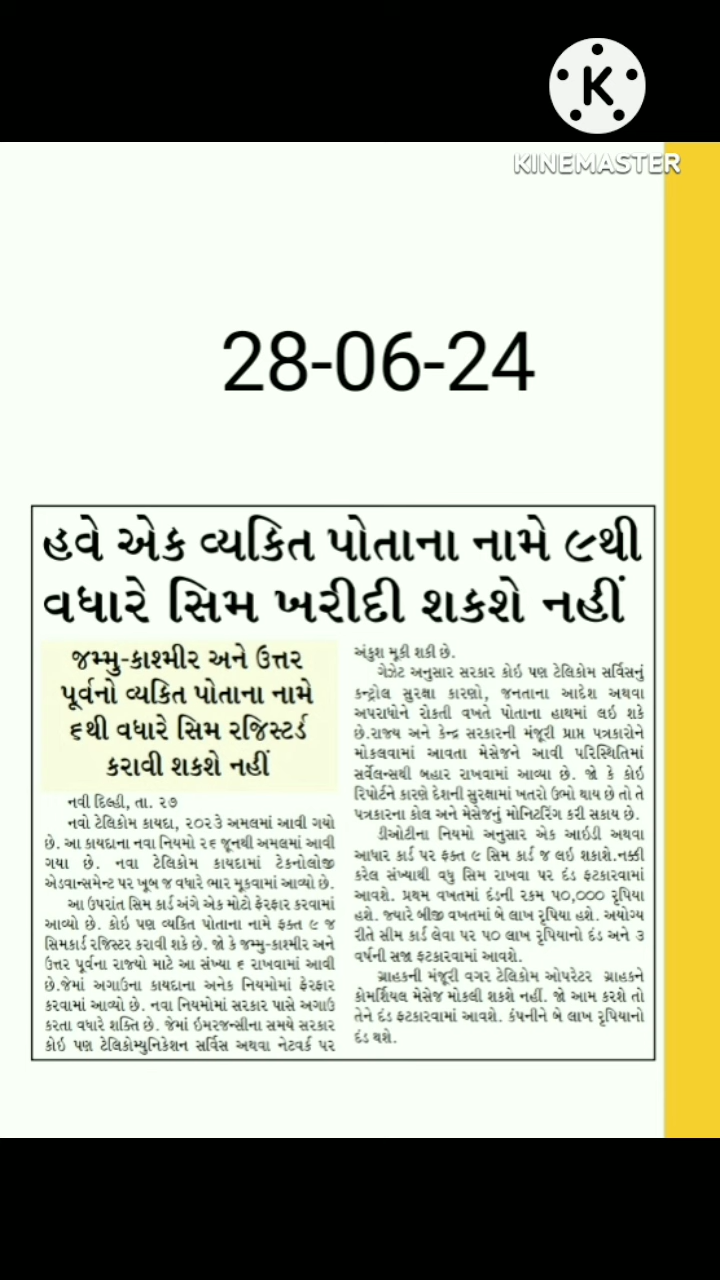 K
KINEMASTER
28-06-24
હવે એક વ્યકિત પોતાના નામે ૯થી
વધારે સિમ ખરીદી શકશે નહીં
જમ્મુ-કાશ્મીર અને ઉત્તર
પૂર્વનો વ્યકિત પોતાના નામે
૬થી વધારે સિમ રજિસ્ટર્ડ
કરાવી શકશે નહીં
નવી દિલ્હી, તા. ૨૭
નવો ટેલિકોમ કાયદા, ૨૦૨૩ અમલમાં આવી ગયો
છે. આ કાયદાના નવા નિયમો ૨૬ જૂનથી અમલમાં આવી
ગયા છે. નવા ટેલિકોમ કાયદામાં ટેકનોલોજી
એડવાન્સમેન્ટ પર ખૂબ જ વધારે ભાર મૂકવામાં આવ્યો છે.
આ ઉપરાંત સિમ કાર્ડ અંગે એક મોટો ફેરફાર કરવામાં
આવ્યો છે. કોઇ પણ વ્યકિત પોતાના નામે ફક્ત ૯ જ
સિમકાર્ડ રજિસ્ટર કરાવી શકે છે. જો કે જમ્મુ-કાશ્મીર અને
ઉત્તર પૂર્વના રાજ્યો માટે આ સંખ્યા ૬ રાખવામાં આવી
છે.જેમાં અગાઉના કાયદાના અનેક નિયમોમાં ફેરફાર
કરવામાં આવ્યો છે. નવા નિયમોમાં સરકાર પાસે અગાઉ
કરતા વધારે શક્તિ છે. જેમાં ઇમરજન્સીના સમયે સરકાર
કોઇ પણ ટેલિકોમ્યુનિકેશન સર્વિસ અથવા નેટવર્ક પર
અંકુશ મૂકી શકી છે.
ગેઝેટ અનુસાર સરકાર કોઇ પણ ટેલિકોમ સર્વિસનું
કન્ટ્રોલ સુરક્ષા કારણો, જનતાના આદેશ અથવા
અપરાધોને રોકતી વખતે પોતાના હાથમાં લઇ શકે
છે.રાજ્ય અને કેન્દ્ર સરકારની મંજૂરી પ્રાપ્ત પત્રકારોને
મોકલવામાં આવતા મેસેજને આવી પરિસ્થિતિમાં
સર્વેલન્સથી બહાર રાખવામાં આવ્યા છે. જો કે કોઇ
રિપોર્ટને કારણે દેશની સુરક્ષામાં ખતરો ઉભો થાય છે તો તે
પત્રકારના કોલ અને મેસેજનું મોનિટરિંગ કરી સકાય છે.
ડીઓટીના નિયમો અનુસાર એક આઇડી અથવા
આધાર કાર્ડ પર ફક્ત ૯ સિમ કાર્ડ જ લઇ શકાશે.નક્કી
કરેલ સંખ્યાથી વધુ સિમ રાખવા પર દંડ ફટકારવામાં
આવશે. પ્રથમ વખતમાં દંડની રકમ ૫૦,૦૦૦ રૂપિયા
હશે. જ્યારે બીજી વખતમાં બે લાખ રૂપિયા હશે. અયોગ્ય
રીતે સીમ કાર્ડ લેવા પર ૫૦ લાખ રૂપિયાનો દંડ અને ૩
વર્ષની સજા ફટકારવામાં આવશે.
ગ્રાહકની મંજૂરી વગર ટેલિકોમ ઓપરેટર ગ્રાહકને
કોમર્શિયલ મેસેજ મોકલી શકશે નહીં. જો આમ કરશે તો
તેને દંડ ફટકારવામાં આવશે. કંપનીને બે લાખ રૂપિયાનો
દંડ થશે.